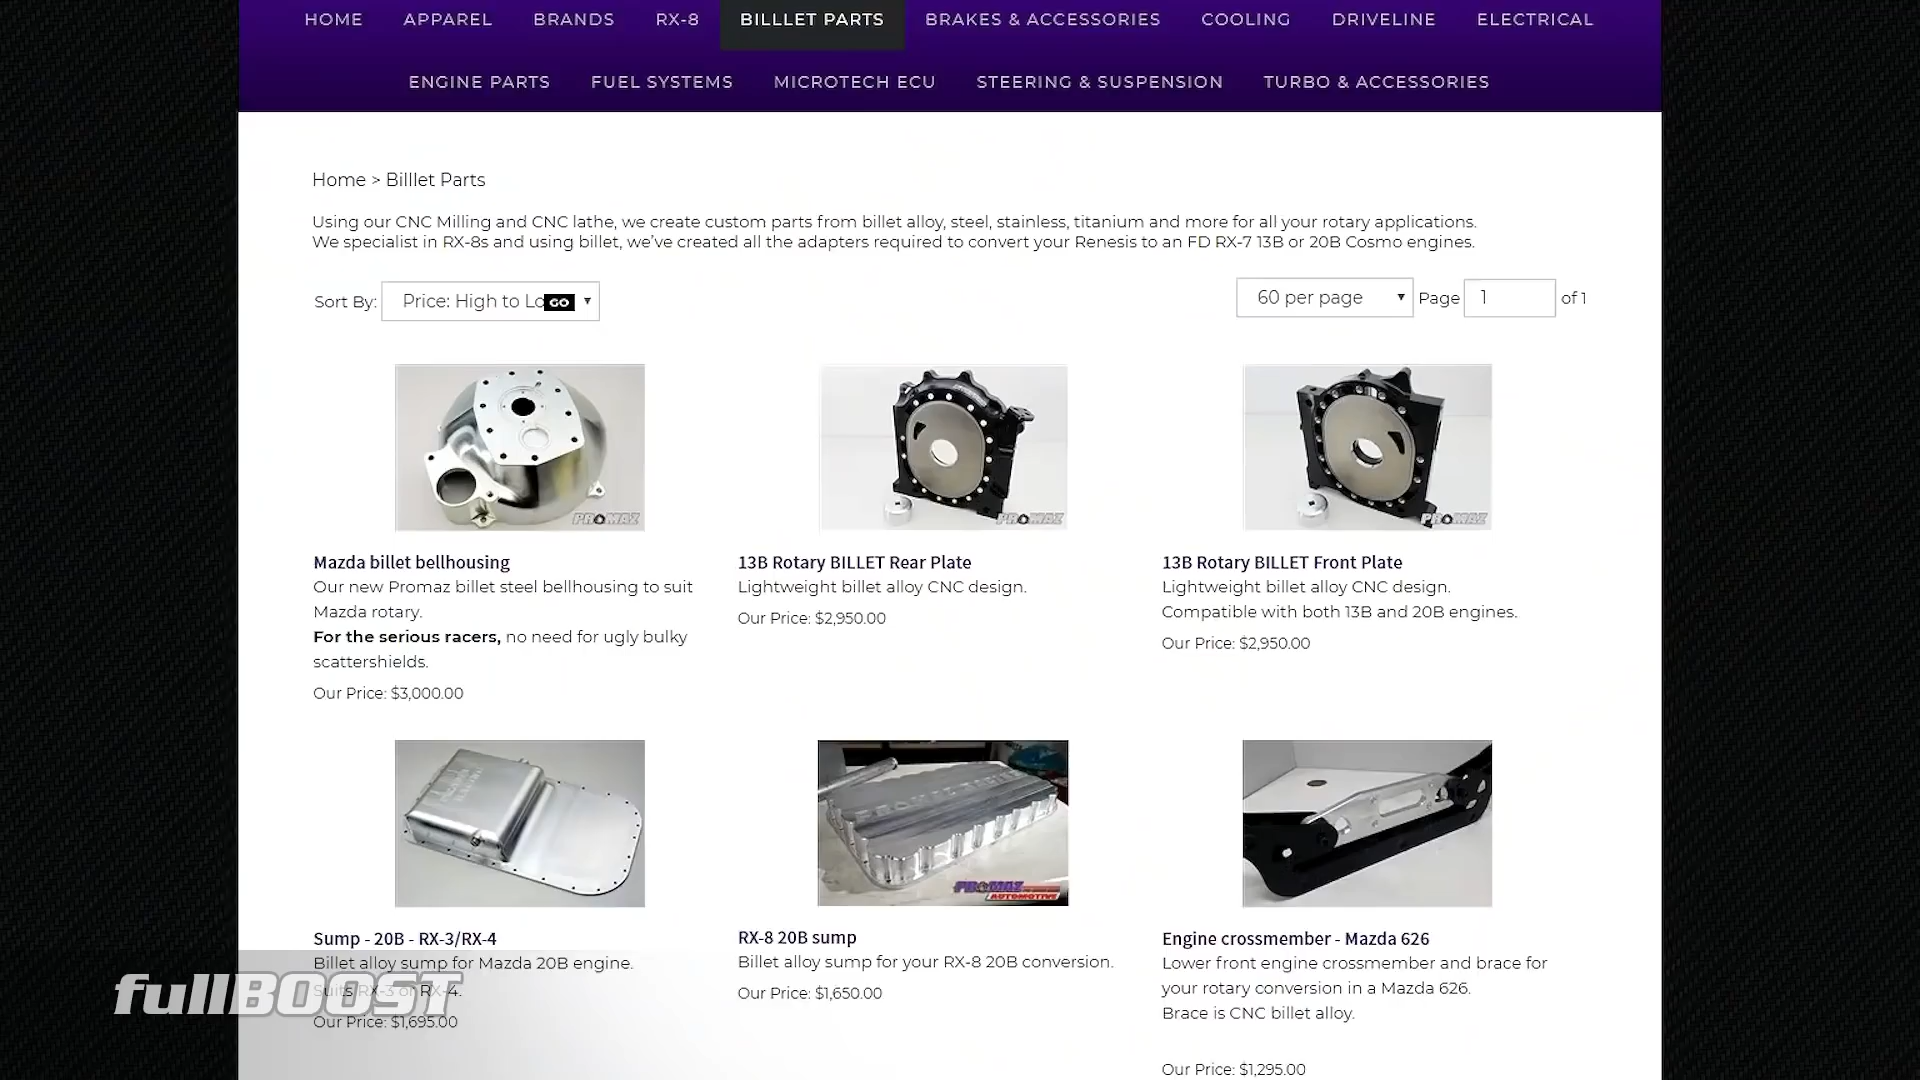 HOME APPAREL BRANDS RX-8 BILLLET PARTS BRAKES & ACCESSORIES COOLING DRIVELINE ELECTRICAL
ENGINE PARTS FUEL SYSTEMS MICROTECH ECU STEERING & SUSPENSION TURBO & ACCESSORIES
Home > Billlet Parts
Using our CNC Milling and CNC lathe, we create custom parts from billet alloy, steel, stainless, titanium and more for all your rotary applications.
We specialist in RX-8s and using billet, we've created all the adapters required to convert your Renesis to an FD RX-7 13B or 20B Cosmo engines.
Sort By: Price: High to Lo GO
60 per page Page 1 of 1
PROMAZ
PROMAZ
PROMAZ
Mazda billet bellhousing
Our new Promaz billet steel bellhousing to suit
Mazda rotary.
For the serious racers, no need for ugly bulky
scattershields.
Our Price: $3,000.00
13B Rotary BILLET Rear Plate
Lightweight billet alloy CNC design.
Our Price: $2,950.00
13B Rotary BILLET Front Plate
Lightweight billet alloy CNC design.
Compatible with both 13B and 20B engines.
Our Price: $2,950.00
PROMAZ
AUTOMOTIVE
Sump - 20B - RX-3/RX-4
Billet alloy sump for Mazda 20B engine.
Suits RX-3 or RX-4.
Our Price: $1,695.00
RX-8 20B sump
Billet alloy sump for your RX-8 20B conversion.
Our Price: $1,650.00
Engine crossmember - Mazda 626
Lower front engine crossmember and brace for
your rotary conversion in a Mazda 626.
Brace is CNC billet alloy.
Our Price: $1,295.00
fullBOOST